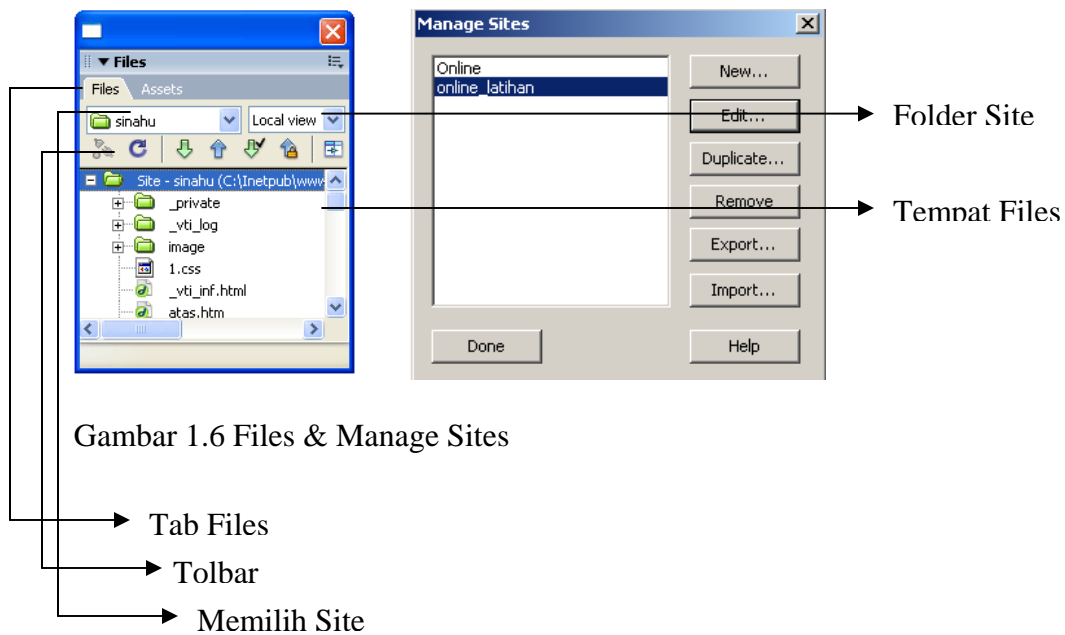 Files
Files Assets
sinahu Local view
Site - sinahu (C:\Inetpub\www
_private
_vti_log
image
1.css
_vti_inf.html
atas.htm
Manage Sites
Online
online_latihan
New...
Edit...
Duplicate...
Remove
Export...
Import...
Done
Help
Folder Site
Tempat Files
Gambar 1.6 Files & Manage Sites
Tab Files
Tolbar
Memilih Site